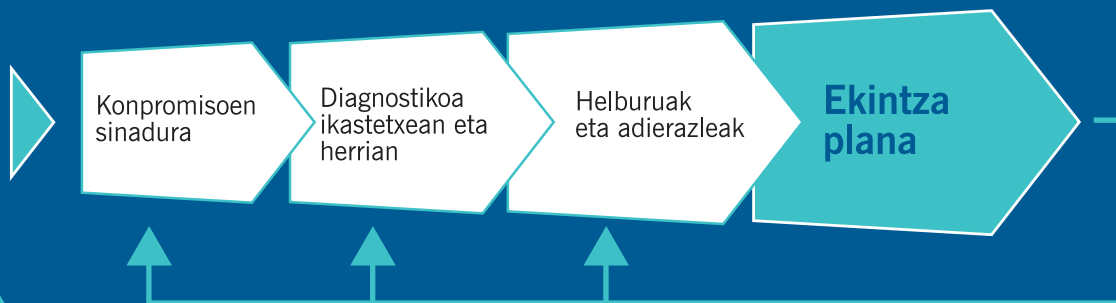 Konpromisoen
sinadura
Diagnostikoa
ikastetxean eta
herrian
Helburuak
eta adierazleak
Ekintza
plana